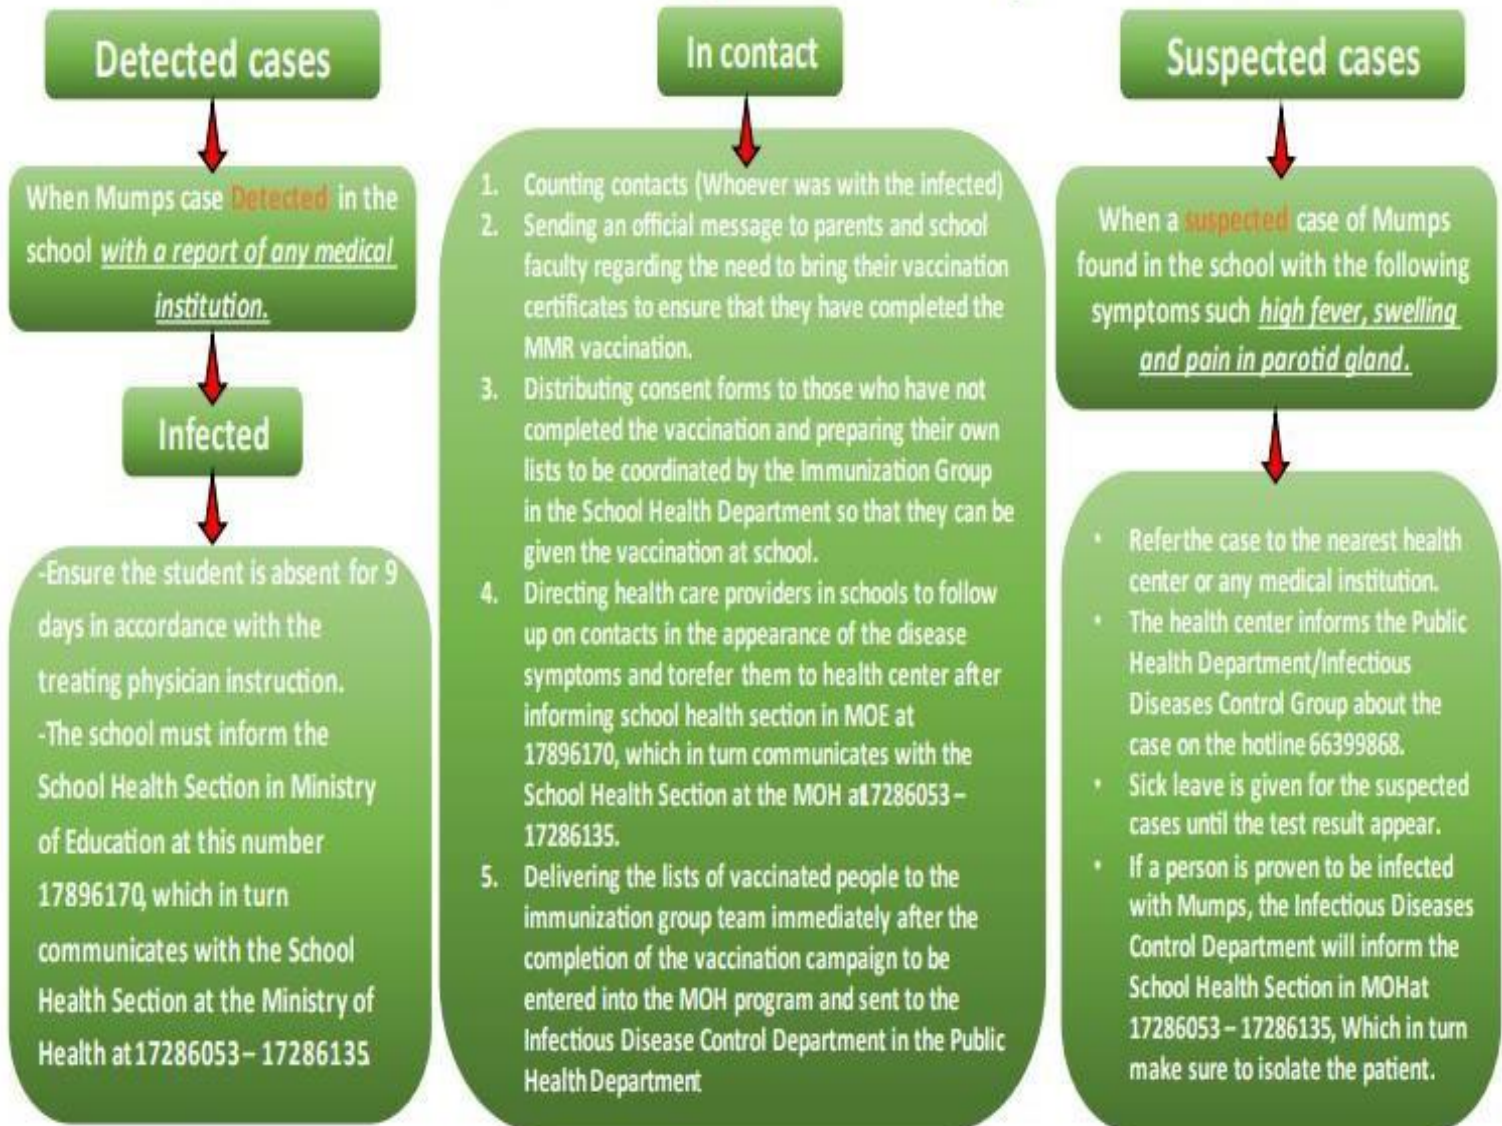 Detected cases
When Mumps case Detected in the
school with a report of any medical
institution.
Infected
-Ensure the student is absent for 9
days in accordance with the
treating physician instruction.
-The school must inform the
School Health Section in Ministry
of Education at this number
17896170, which in turn
communicates with the School
Health Section at the Ministry of
Health at 17286053 – 17286135
In contact
1. Counting contacts (Whoever was with the infected)
2. Sending an official message to parents and school
faculty regarding the need to bring their vaccination
certificates to ensure that they have completed the
MMR vaccination.
3. Distributing consent forms to those who have not
completed the vaccination and preparing their own
lists to be coordinated by the Immunization Group
in the School Health Department so that they can be
given the vaccination at school.
4. Directing health care providers in schools to follow
up on contacts in the appearance of the disease
symptoms and torefer them to health center after
informing school health section in MOE at
17896170, which in turn communicates with the
School Health Section at the MOH at 17286053 –
17286135.
5. Delivering the lists of vaccinated people to the
immunization group team immediately after the
completion of the vaccination campaign to be
entered into the MOH program and sent to the
Infectious Disease Control Department in the Public
Health Department
Suspected cases
When a suspected case of Mumps
found in the school with the following
symptoms such high fever, swelling
and pain in parotid gland.
• Refer the case to the nearest health
center or any medical institution.
• The health center informs the Public
Health Department/Infectious
Diseases Control Group about the
case on the hotline 66399868.
• Sick leave is given for the suspected
cases until the test result appear.
• If a person is proven to be infected
with Mumps, the Infectious Diseases
Control Department will inform the
School Health Section in MOH at
17286053 – 17286135, Which in turn
make sure to isolate the patient.